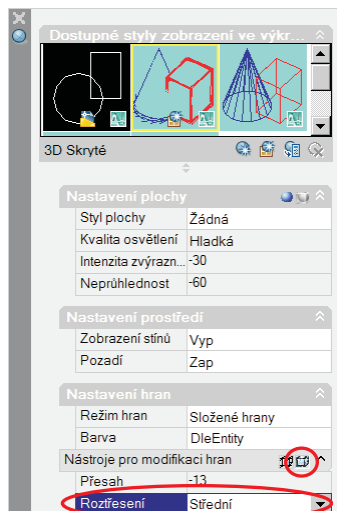 Dostupné styly zobrazení ve výkr...
3D Skryté
Nastavení plochy
Styl plochy Žádná
Kvalita osvětlení Hladká
Intenzita zvýrazn... -30
Neprůhlednost -60
Nastavení prostředí
Zobrazení stínů Vyp
Pozadí Zap
Nastavení hran
Režim hran Složené hrany
Barva DleEntity
Nástroje pro modifikaci hran
Přesah -13
Roztřesení Střední